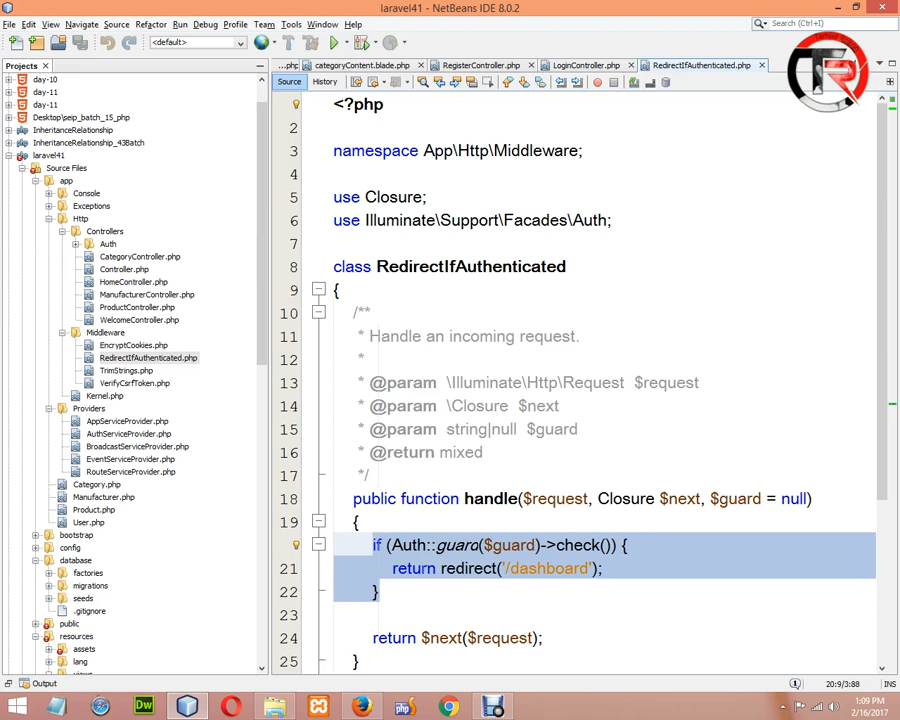 laravel41 - NetBeans IDE 8.0.2
File Edit View Navigate Source Refactor Run Debug Profile Team Tools Window Help
Search (Ctrl+I)
<default>
Projects
...php categoryContent.blade.php RegisterController.php LoginController.php RedirectIfAuthenticated.php
Source History
day-10
day-11
day-11
Desktop\seip_batch_15_php
InheritanceRelationship
InheritanceRelationship_43Batch
laravel41
Source Files
app
Console
Exceptions
Http
Controllers
Auth
CategoryController.php
Controller.php
HomeController.php
ManufacturerController.php
ProductController.php
WelcomeController.php
Middleware
EncryptCookies.php
RedirectIfAuthenticated.php
TrimStrings.php
VerifyCsrfToken.php
Kernel.php
Providers
AppServiceProvider.php
AuthServiceProvider.php
BroadcastServiceProvider.php
EventServiceProvider.php
RouteServiceProvider.php
Category.php
Manufacturer.php
Product.php
User.php
bootstrap
config
database
factories
migrations
seeds
.gitignore
public
resources
assets
lang
views
<?php
2
3 namespace App\Http\Middleware;
4
5 use Closure;
6 use Illuminate\Support\Facades\Auth;
7
8 class RedirectIfAuthenticated
9 {
10 /**
11 * Handle an incoming request.
12 *
13 * @param \Illuminate\Http\Request $request
14 * @param \Closure $next
15 * @param string|null $guard
16 * @return mixed
17 */
18 public function handle($request, Closure $next, $guard = null)
19 {
if (Auth::guard($guard)->check()) {
21 return redirect('/dashboard');
22 }
23
24 return $next($request);
25 }
Output
20:9/3:88 INS
1:09 PM
2/16/2017